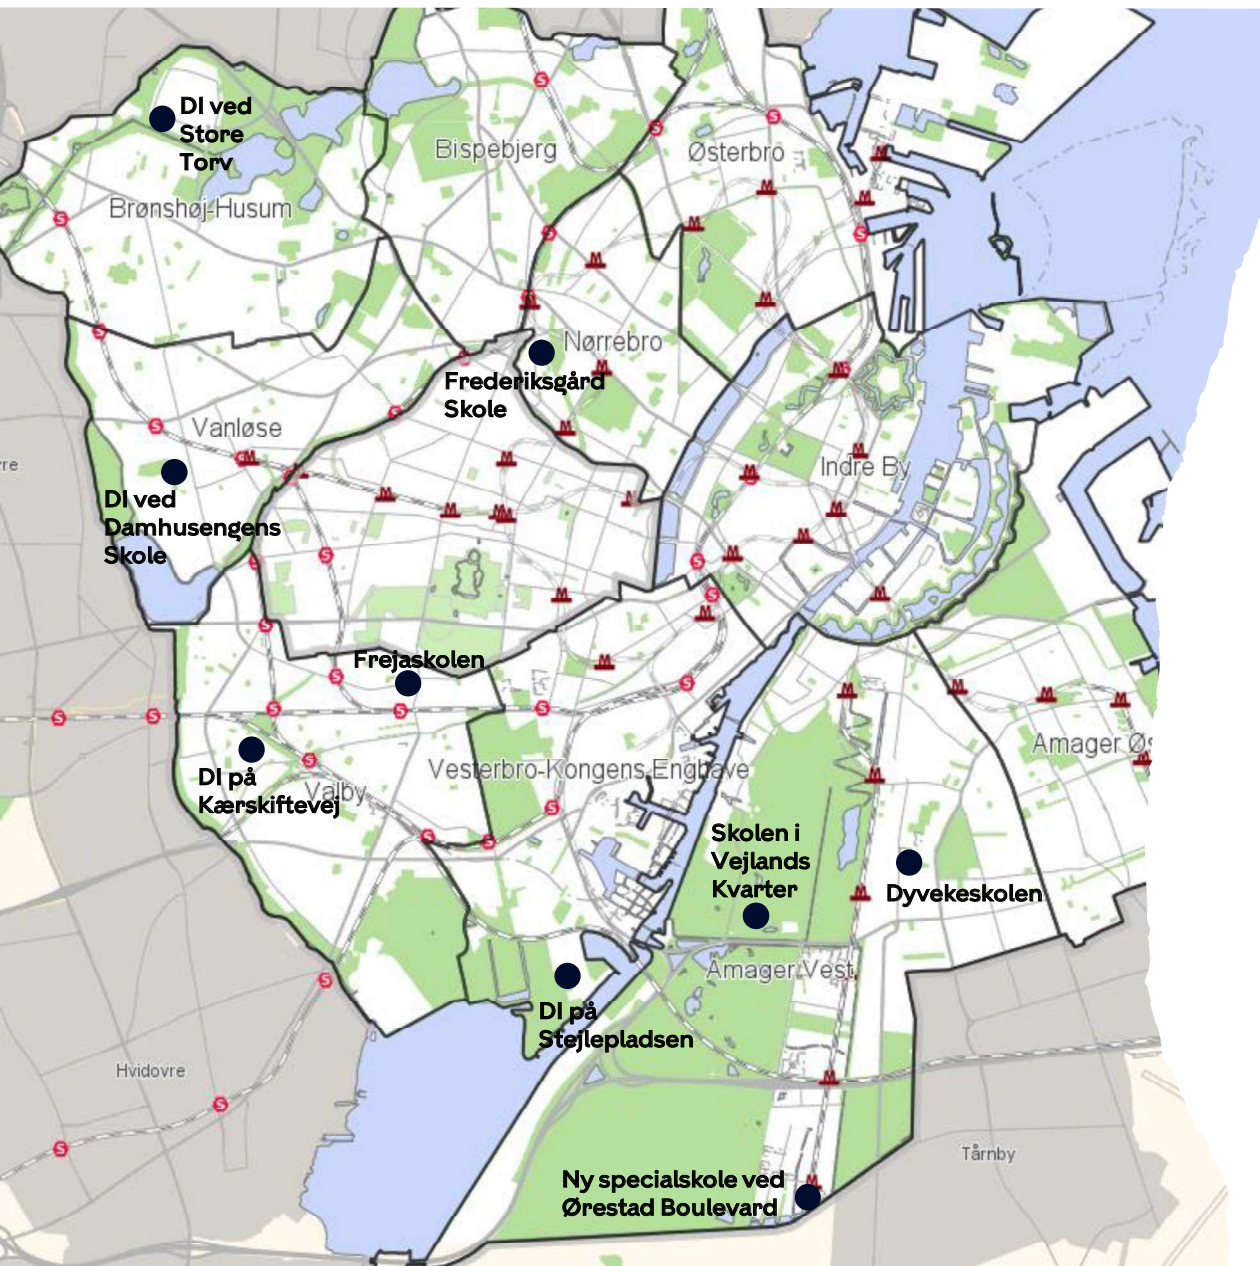 DI ved
Store
Torv
Bispebjerg
Østerbro
Brønshøj-Husum
Nørrebro
Frederiksgård
Skole
Vanløse
Indre By
DI ved
Damhusengens
Skole
Frejaskolen
Amager Øs
DI på
Kærskiftevej
Valby
Vesterbro-Kongens Enghave
Skolen i
Vejlands
Kvarter
Dyvekeskolen
Amager Vest
DI på
Stejlepladsen
Hvidovre
Tårnby
Ny specialskole ved
Ørestad Boulevard